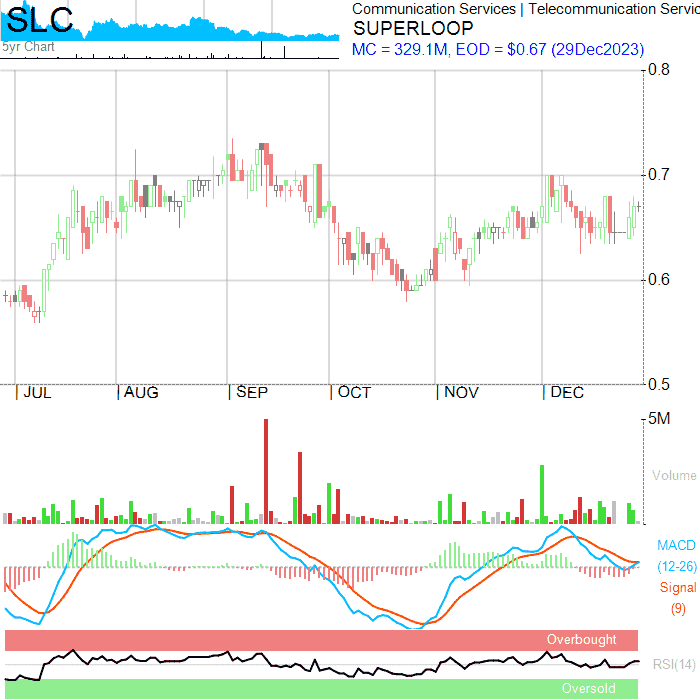 SLC
5yr Chart
Communication Services | Telecommunication Servic
SUPERLOOP
MC = 329.1M, EOD = $0.67 (29Dec2023)
0.8
0.7
0.6
0.5
| JUL | AUG | SEP | OCT | NOV | DEC
5M
Volume
MACD
(12-26)
Signal
(9)
Overbought
RSI(14)
Oversold